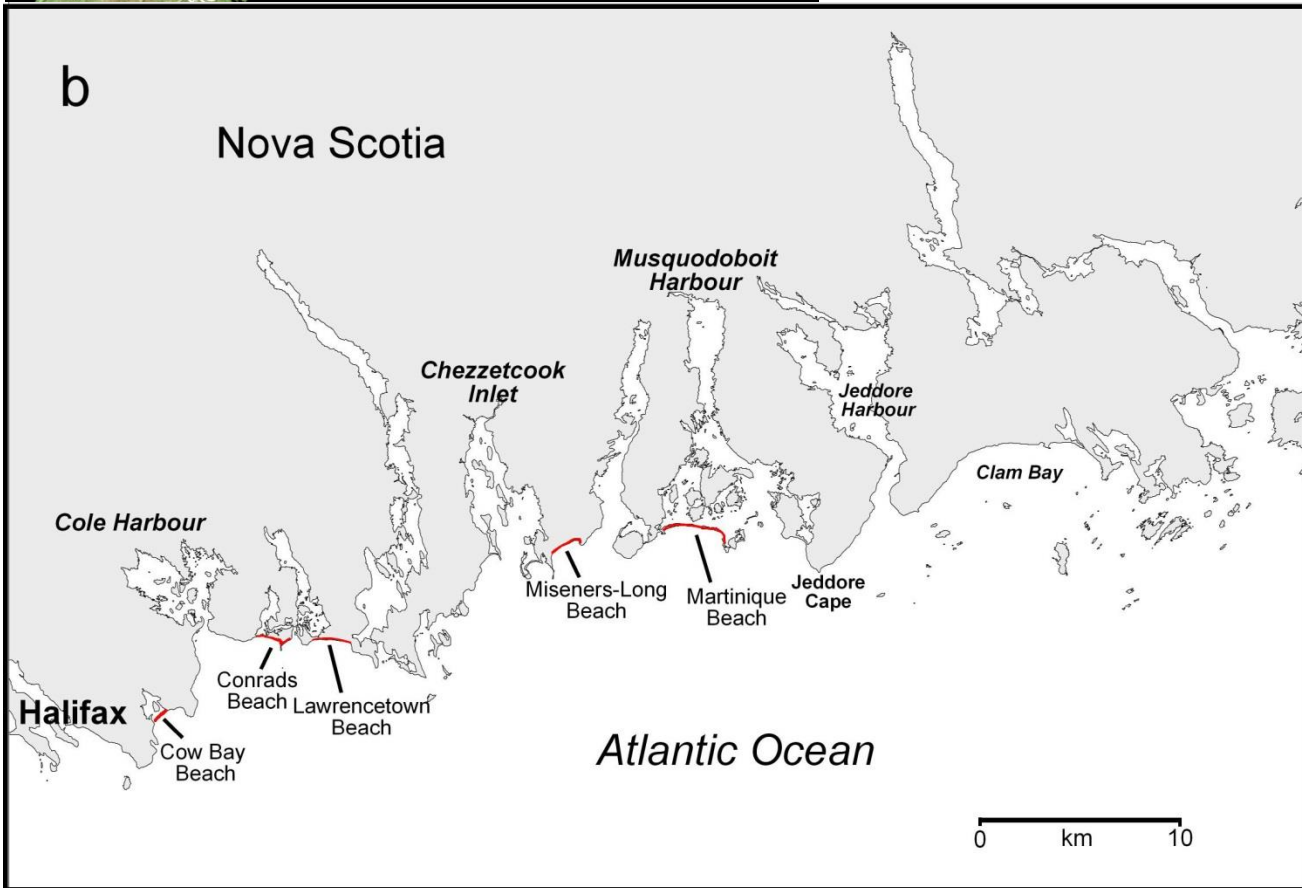 b
Nova Scotia
Musquodoboit
Harbour
Chezzetcook
Inlet
Jeddore
Harbour
Clam Bay
Cole Harbour
Miseners-Long
Beach
Martinique
Beach
Jeddore
Cape
Conrads
Beach
Lawrencetown
Beach
Halifax
Cow Bay
Beach
Atlantic Ocean
0 km 10